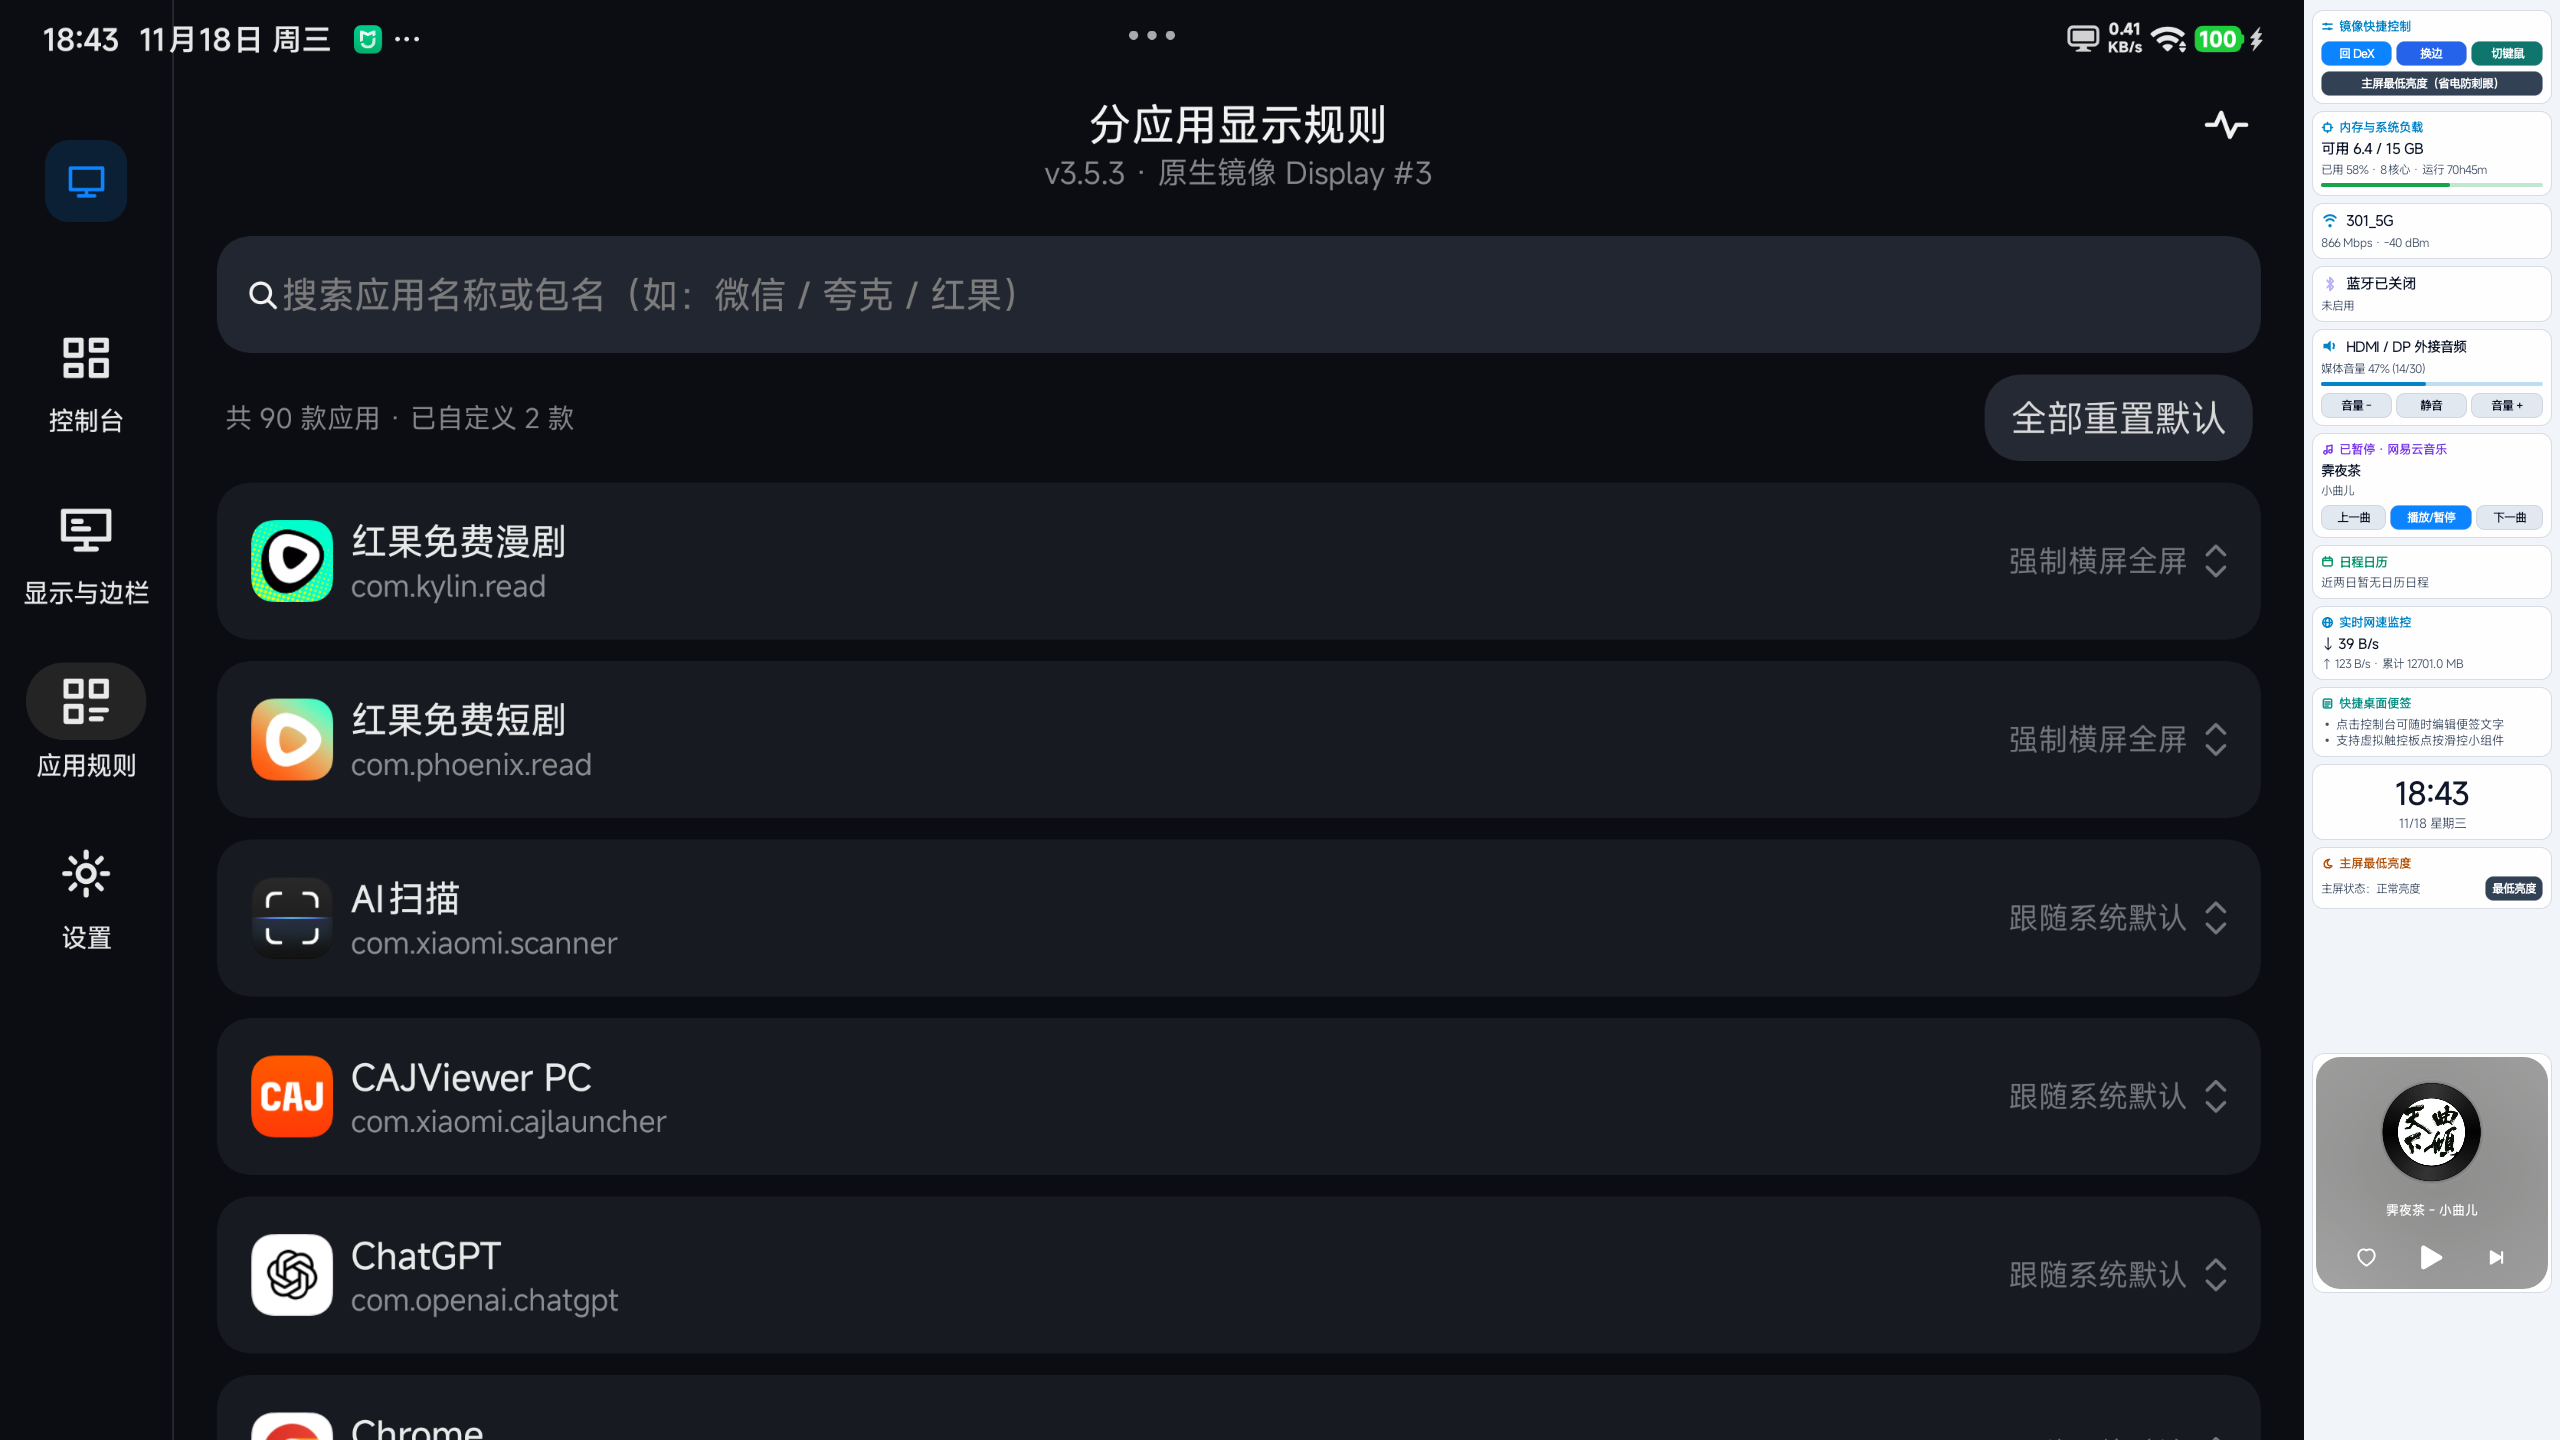 18:43 11月18日 周三
0.41 KB/s
100
分应用显示规则
v3.5.3 · 原生镜像 Display #3
控制台
显示与边栏
应用规则
设置
搜索应用名称或包名（如：微信 / 夸克 / 红果）
共 90 款应用 · 已自定义 2 款
全部重置默认
红果免费漫剧
com.kylin.read
强制横屏全屏
红果免费短剧
com.phoenix.read
强制横屏全屏
AI扫描
com.xiaomi.scanner
跟随系统默认
CAJ
CAJViewer PC
com.xiaomi.cajlauncher
跟随系统默认
ChatGPT
com.openai.chatgpt
跟随系统默认
Chrome
镜像快捷控制
回 DeX 换边 切键鼠
主屏最低亮度（省电防刺眼）
内存与系统负载
可用 6.4 / 15 GB
已用 58% · 8核心 · 运行 70h45m
301_5G
866 Mbps · -40 dBm
蓝牙已关闭
未启用
HDMI / DP 外接音频
媒体音量 47% (14/30)
音量 - 静音 音量 +
已暂停 · 网易云音乐
霁夜茶
小曲儿
上一曲 播放/暂停 下一曲
日程日历
近两日暂无日历日程
实时网速监控
↓ 39 B/s
↑ 123 B/s · 累计 12701.0 MB
快捷桌面便签
• 点击控制台可随时编辑便签文字
• 支持虚拟触控板点按滑控小组件
18:43
11/18 星期三
主屏最低亮度
主屏状态：正常亮度
最低亮度
霁夜茶 - 小曲儿